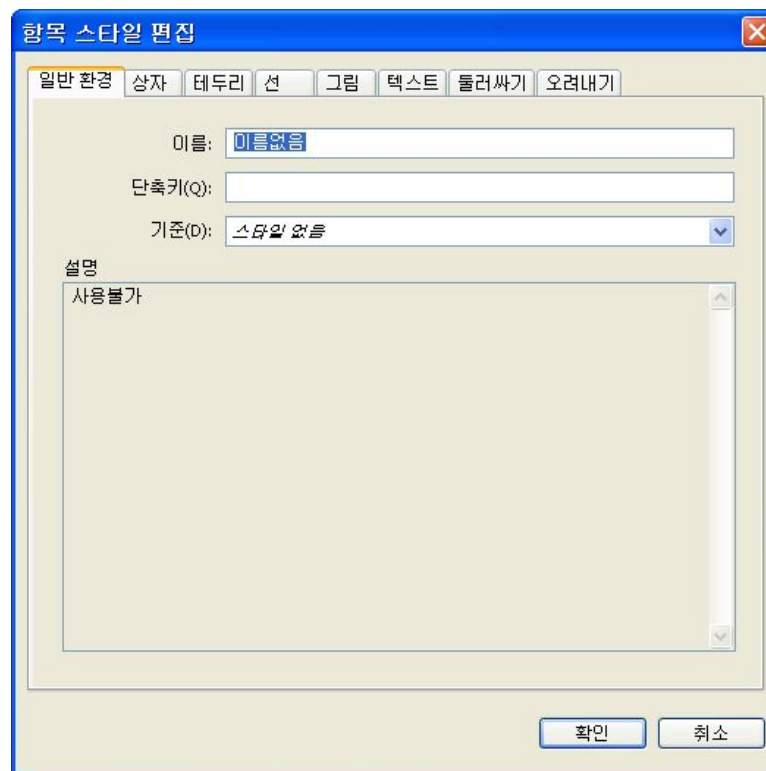 항목 스타일 편집
일반 환경 상자 테두리 선 그림 텍스트 둘러싸기 오려내기
이름: 이름없음
단축키(Q):
기준(D): 스타일 없음
설명
사용불가
확인 취소